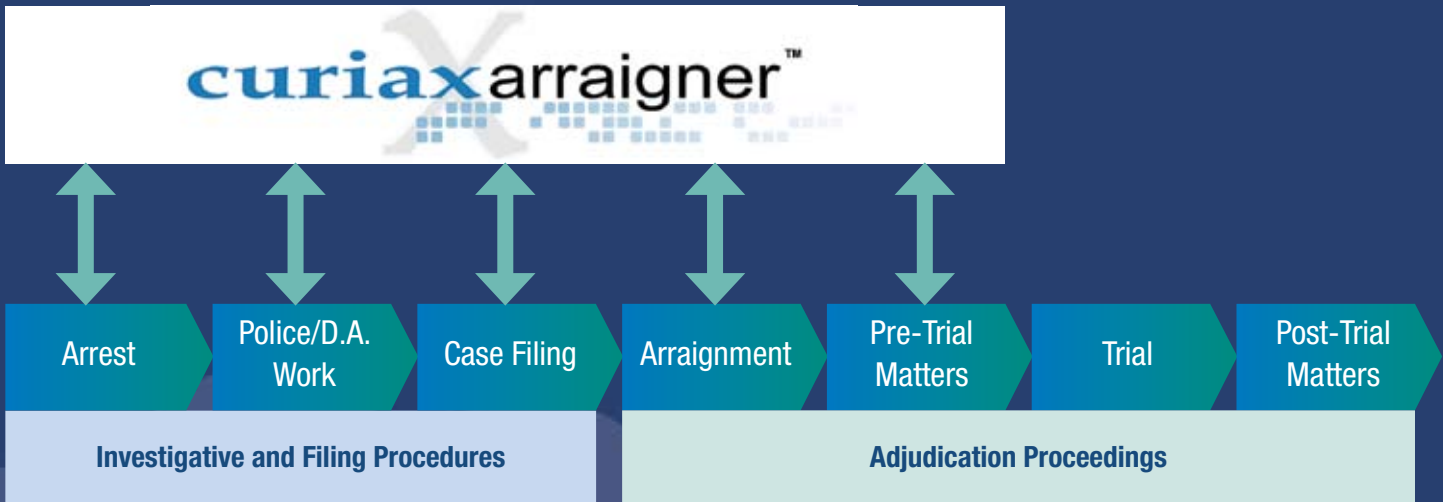 curiaxarraigner™
Arrest
Police/D.A.
Work
Case Filing
Arraignment
Pre-Trial
Matters
Trial
Post-Trial
Matters
Investigative and Filing Procedures
Adjudication Proceedings